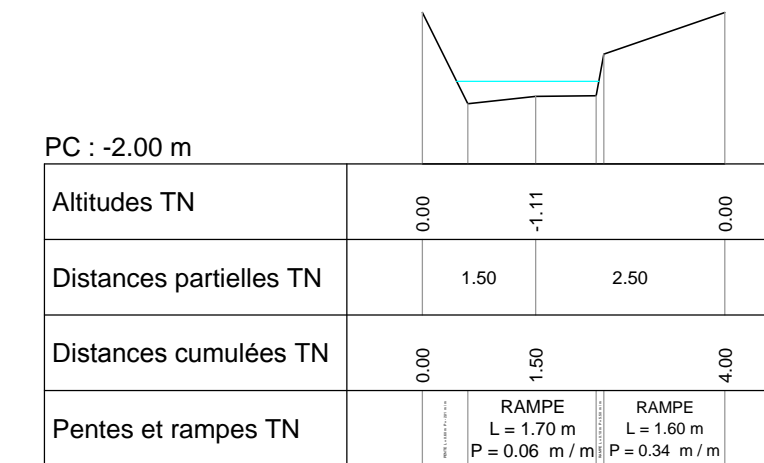 PC : -2.00 m
Altitudes TN
0.00
-1.11
0.00
Distances partielles TN
1.50
2.50
Distances cumulées TN
0.00
1.50
4.00
Pentes et rampes TN
RAMPE
L = 1.70 m
P = 0.06 m / m
RAMPE
L = 1.60 m
P = 0.34 m / m